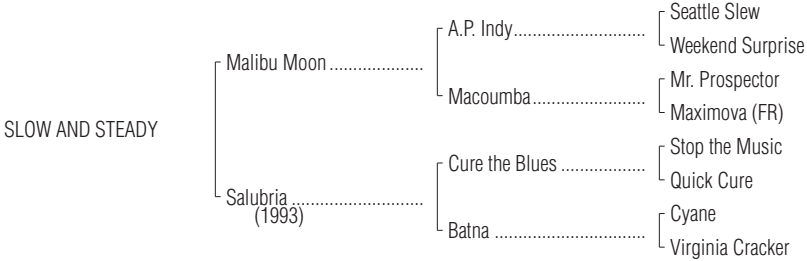 Seattle Slew
A.P. Indy..............................
Weekend Surprise
Malibu Moon .....................
Mr. Prospector
Macoumba..........................
Maximova (FR)
SLOW AND STEADY
Stop the Music
Cure the Blues ...................
Quick Cure
Salubria ..............................
(1993)
Cyane
Batna ..................................
Virginia Cracker